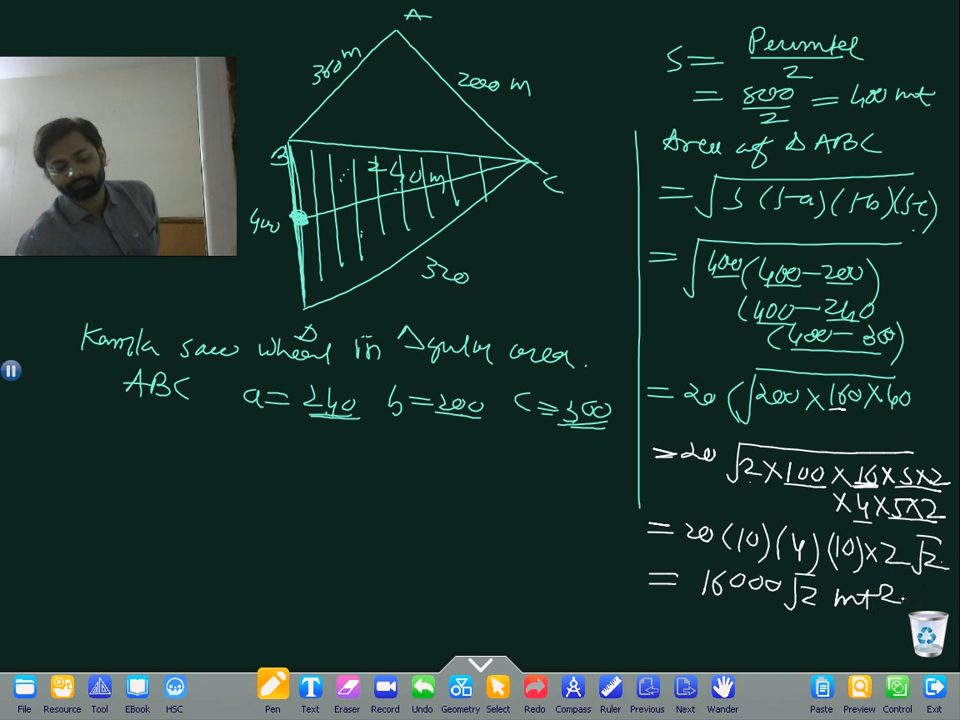 A
360 m
2000 m
B
240 m
C
400
320
D
Kamla saw wheat in Δgular area.
ABC a = 240 b = 200 c = 360
S = Perimeter / 2
= 800 / 2 = 400 mt
Area of Δ ABC
= √S (S-a) (S-b) (S-c)
= √400 (400 - 200)
(400 - 240)
(400 - 360)
= 20 (√200 × 160 × 40
= 20 √2 × 100 × 16 × 5 × 2
× 4 × 5 × 2
= 20 (10) (4) (10) × 2 √2
= 16000 √2 mt2.
File Resource Tool EBook HSC Pen Text Eraser Record Undo Geometry Select Redo Compass Ruler Previous Next Wander Paste Preview Control Exit